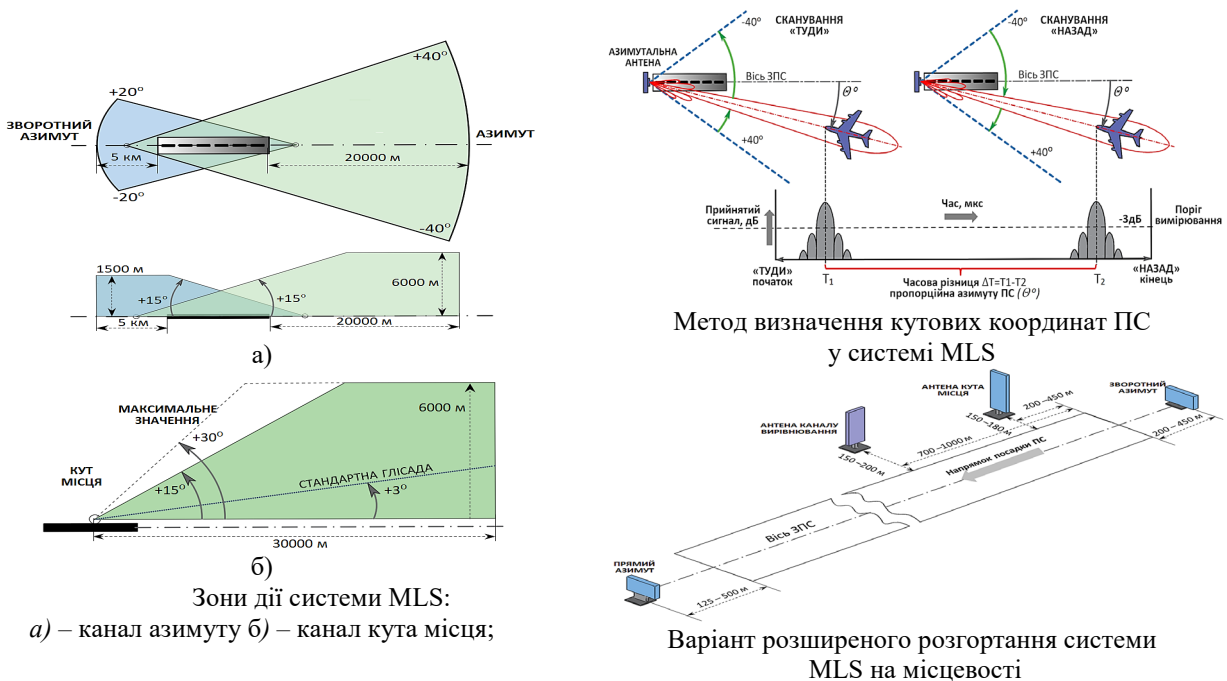 +20°
+40°
ЗВОРОТНИЙ
АЗИМУТ
АЗИМУТ
5 км
20000 м
-20°
-40°
1500 м
6000 м
+15°
+15°
5 км
20000 м
а)
МАКСИМАЛЬНЕ
ЗНАЧЕННЯ
6000 м
+30°
КУТ
МІСЦЯ
+15°
СТАНДАРТНА ГЛІСАДА
+3°
30000 м
б)
Зони дії системи MLS:
а) – канал азимуту б) – канал кута місця;
-40°
СКАНУВАННЯ
«ТУДИ»
АЗИМУТАЛЬНА
АНТЕНА
Вісь ЗПС
Θ°
+40°
-40°
СКАНУВАННЯ
«НАЗАД»
Вісь ЗПС
Θ°
+40°
Прийнятий
сигнал, дБ
Час, мкс
-3дБ
Поріг
вимірювання
«ТУДИ»
початок
T1
Часова різниця ΔT=T1-T2
пропорційна азимуту ПС (Θ°)
T2
«НАЗАД»
кінець
Метод визначення кутових координат ПС
у системі MLS
АНТЕНА КУТА
МІСЦЯ
ЗВОРОТНИЙ
АЗИМУТ
АНТЕНА КАНАЛУ
ВИРІВНЮВАННЯ
200 –450 м
150 –180 м
200 –450 м
700–1000 м
150 –200 м
Напрямок посадки ПС
Вісь ЗПС
ПРЯМИЙ
АЗИМУТ
125–500 м
Варіант розширеного розгортання системи
MLS на місцевості